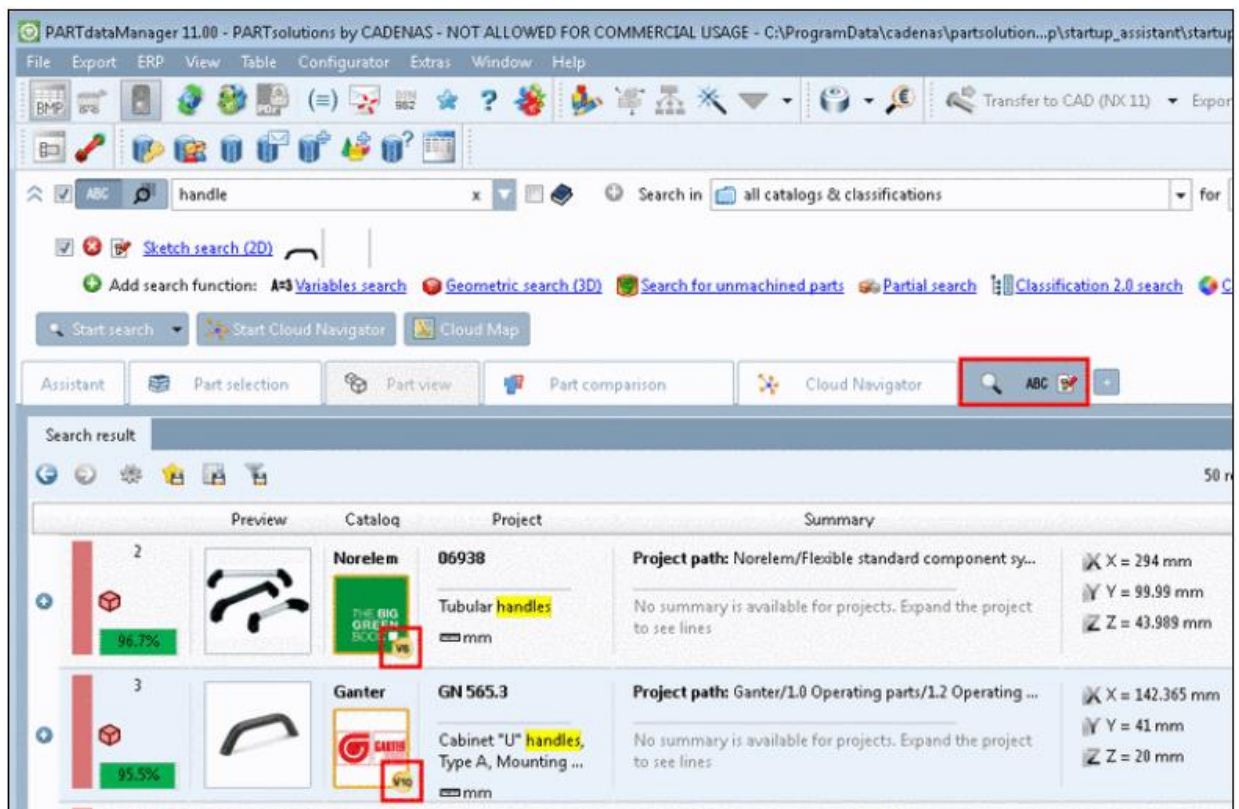 PARTdataManager 11.00 - PARTsolutions by CADENAS - NOT ALLOWED FOR COMMERCIAL USAGE - C:\ProgramData\cadenas\partsolution...p\startup_assistant\startup
File Export ERP View Table Configurator Extras Window Help
BMP PDF (=) DIN 982 ? Transfer to CAD (NX 11) Expor
ABC handle x Search in all catalogs & classifications for
Sketch search (2D)
Add search function: A=3 Variables search Geometric search (3D) Search for unmachined parts Partial search Classification 2.0 search C
Start search Start Cloud Navigator Cloud Map
Assistant Part selection Part view Part comparison Cloud Navigator ABC +
Search result
50 re
Preview Catalog Project Summary
2 Norelem 06938 Project path: Norelem/Flexible standard component sy... X X = 294 mm
THE BIG GREEN BOOK Tubular handles No summary is available for projects. Expand the project to see lines Y Y = 99.99 mm
96.7% V8 mm Z Z = 43.989 mm
3 Ganter GN 565.3 Project path: Ganter/1.0 Operating parts/1.2 Operating ... X X = 142.365 mm
GANTER Cabinet "U" handles, Type A, Mounting ... No summary is available for projects. Expand the project to see lines Y Y = 41 mm
95.5% V10 mm Z Z = 20 mm